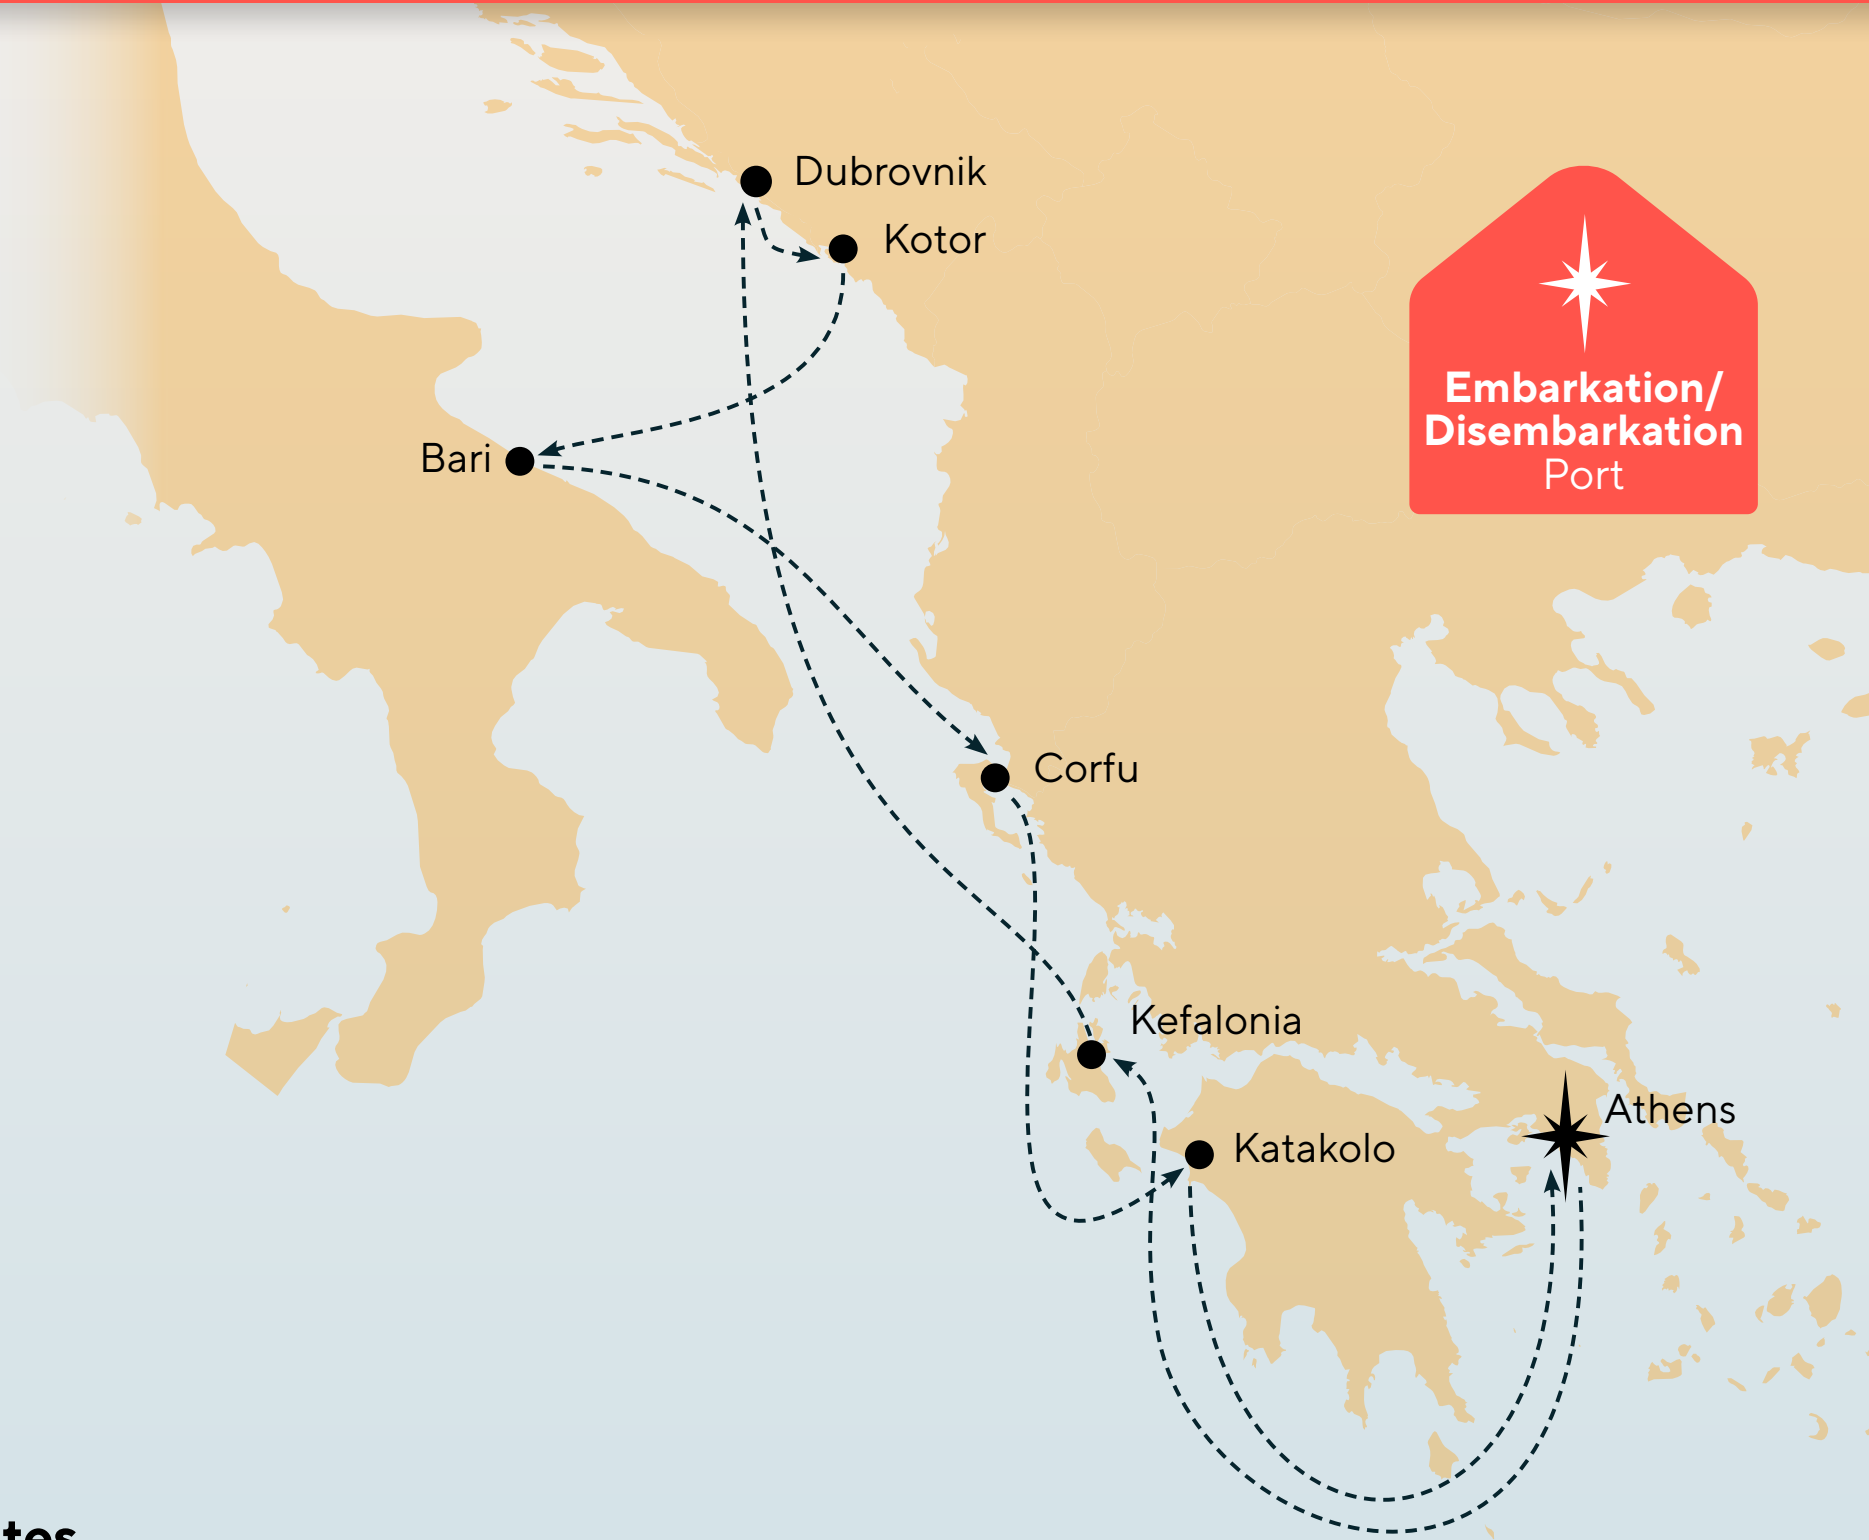 Dubrovnik
Kotor
Embarkation/
Disembarkation
Port
Bari
Corfu
Kefalonia
Athens
Katakolo